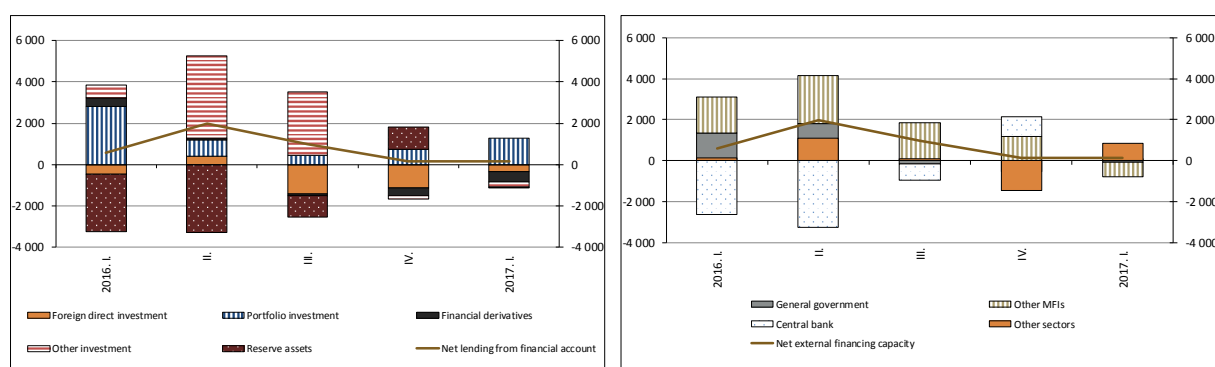 6 000
4 000
2 000
0
-2 000
-4 000
6 000
4 000
2 000
0
-2 000
-4 000
2016. I.
II.
III.
IV.
2017. I.
Foreign direct investment
Portfolio investment
Financial derivatives
Other investment
Reserve assets
Net lending from financial account
6 000
4 000
2 000
0
-2 000
-4 000
6 000
4 000
2 000
0
-2 000
-4 000
2016. I.
II.
III.
IV.
2017. I.
General government
Other MFIs
Central bank
Other sectors
Net external financing capacity